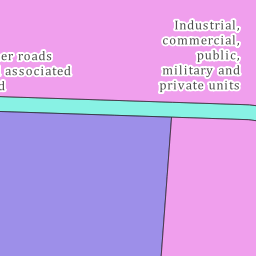 Industrial,
commercial,
public,
military and
private units
er roads
associated
d